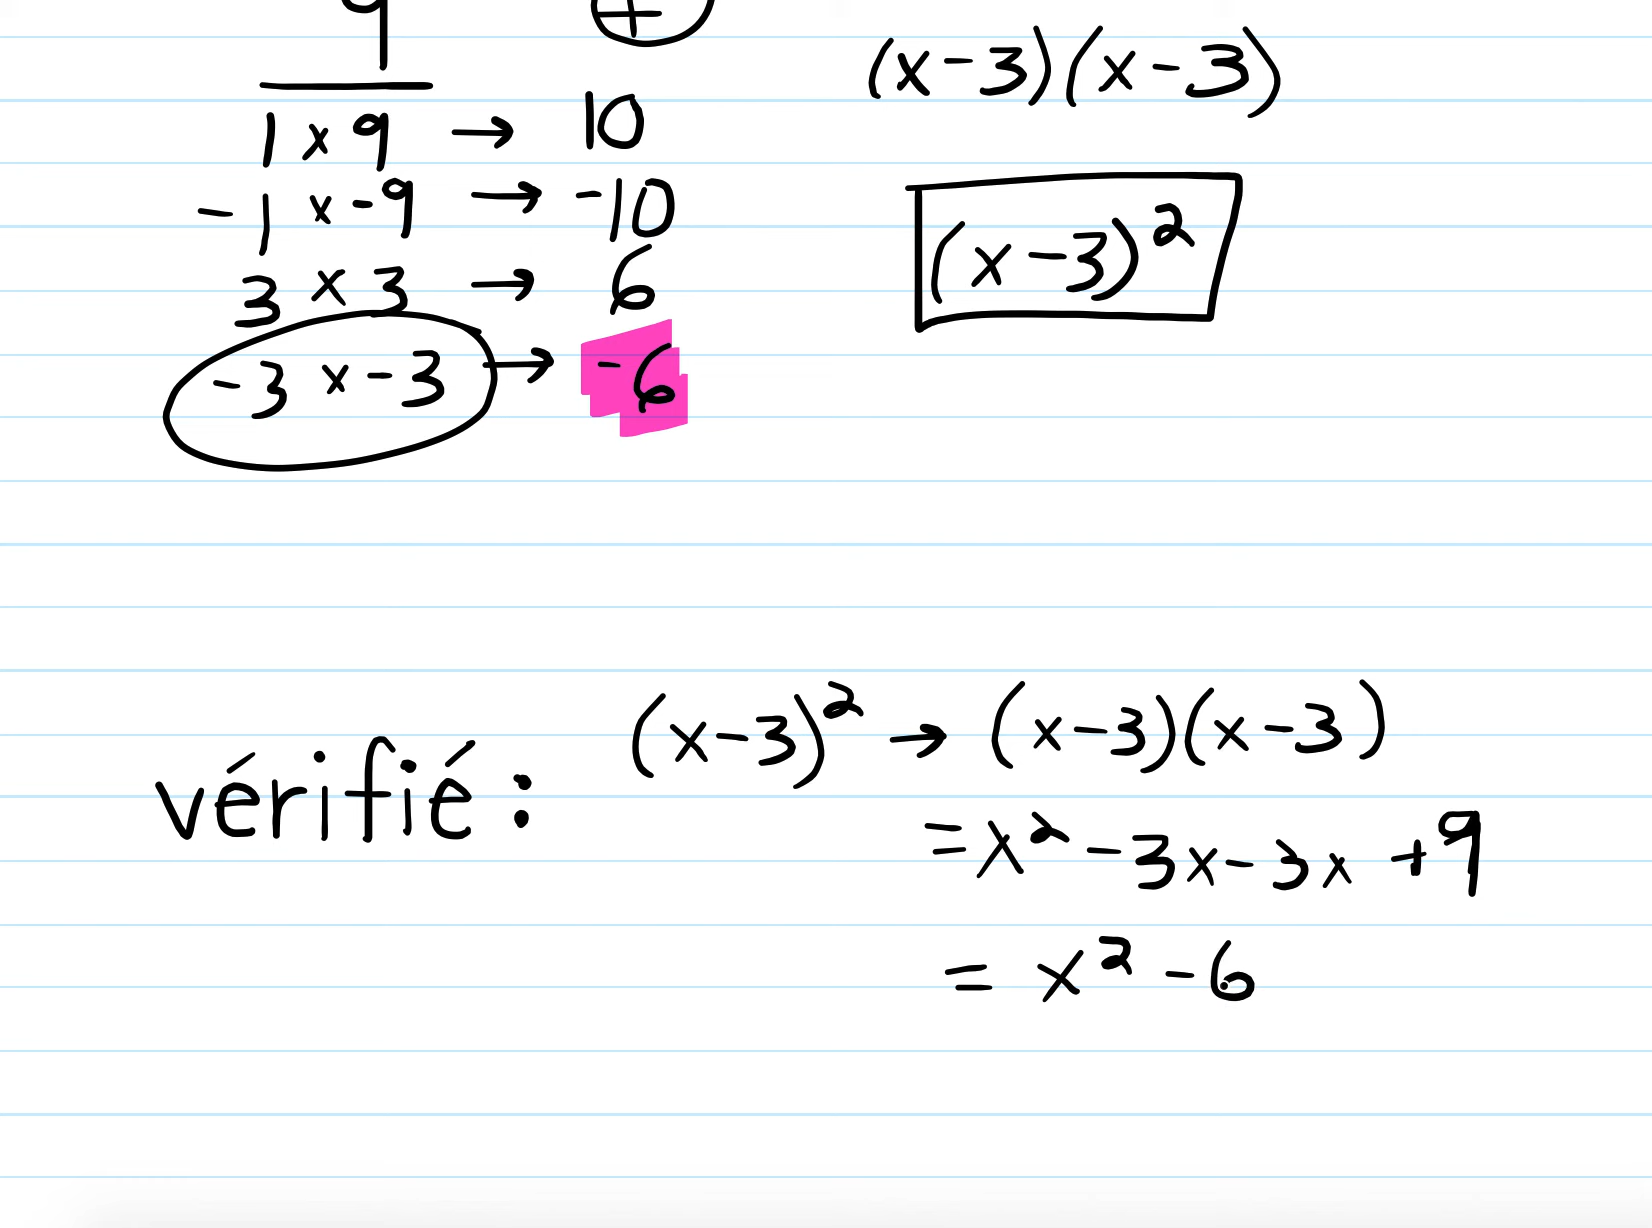 9 +
1 × 9 → 10
-1 × -9 → -10
3 × 3 → 6
-3 × -3 → -6
(x-3)(x-3)
(x-3)²
vérifié : (x-3)² → (x-3)(x-3)
= x² - 3x - 3x + 9
= x² - 6